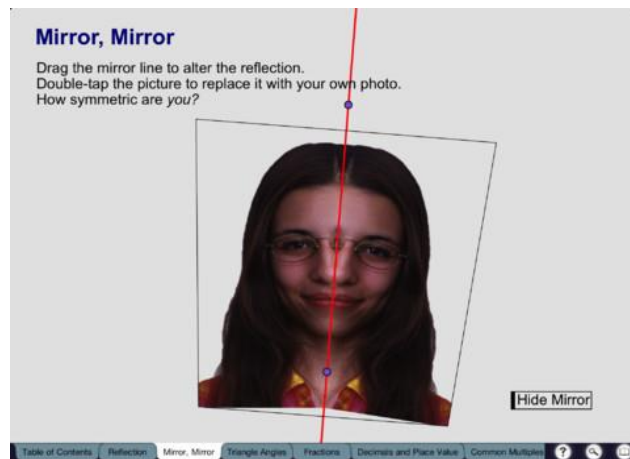 Mirror, Mirror
Drag the mirror line to alter the reflection.
Double-tap the picture to replace it with your own photo.
How symmetric are you?
Hide Mirror
Table of Contents Reflection Mirror, Mirror Triangle Angles Fractions Decimals and Place Value Common Multiples ?